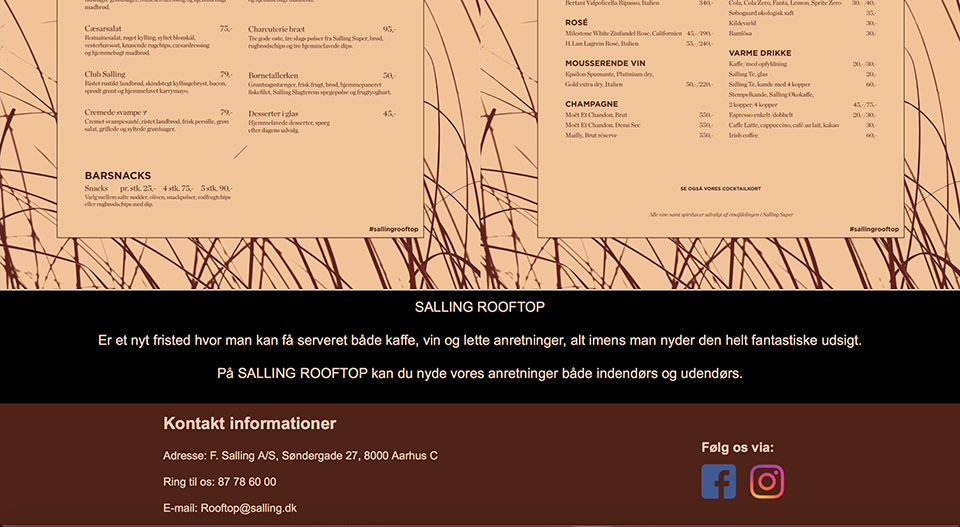 madbrød.
Cæsarsalat 75,-
Romainesalat, røget kylling, syltet blomkål,
vesterhavsost, knasende rugchips, cæsardressing
og hjemmebagt madbrød.
Club Salling 79,-
Ristet rustikt landbrød, skindstegt kyllingebryst, bacon,
sprødt grønt og hjemmelavet karrymayo.
Cremede svampe 79,-
Cremet svampesauté, ristet landbrød, frisk persille, grøn
salat, grillede og syltede grøntsager.
Charcuterie bræt 95,-
Tre gode oste, tre slags pølser fra Salling Super, brød,
rugbrødschips og tre hjemmelavede dips.
Børnetallerken 50,-
Grøntsagsstænger, frisk frugt, brød, hjemmepaneret
fiskefilet, Salling Slagterens spegepølse og frugtyoghurt.
Desserter i glas 45,-
Hjemmelavede desserter, spørg
efter dagens udvalg.
BARSNACKS
Snacks pr. stk. 25,- 4 stk. 75,- 5 stk. 90,-
Vælg mellem salte nødder, oliven, snackpølser, rodfrugtchips
eller rugbrødschips med dip.
#sallingrooftop
Bertani Valpolicella Ripasso, Italien 340,-
ROSÉ
Milestone White Zinfandel Rose, Californien 45,-/190,-
H.Lun Lagrein Rosé, Italien 55,-/240,-
MOUSSERENDE VIN
Epsilon Spumante, Platinium dry,
Gold extra dry, Italien 50,-/220,-
CHAMPAGNE
Moët Et Chandon, Brut 550,-
Moët Et Chandon, Demi Sec 550,-
Mailly, Brut réserve 550,-
Cola, Cola Zero, Fanta, Lemon, Sprite Zero 30,-/40,-
Søbogaard økologisk saft 35,-
Kildevæld 30,-
Ramlösa 30,-
VARME DRIKKE
Kaffe/med opfyldning 20,-/30,-
Salling Te, glas 20,-
Salling Te, kande med 4 kopper 60,-
Stempelkande, Salling Økokaffe,
2 kopper/4 kopper 45,-/75,-
Espresso enkelt/dobbelt 20,-/30,-
Caffe Latte, cappuccino, café au lait, kakao 30,-
Irish coffee 60,-
SE OGSÅ VORES COCKTAILKORT
Alle vine samt spiritus er udvalgt af vinafdelingen i Salling Super
#sallingrooftop
SALLING ROOFTOP
Er et nyt fristed hvor man kan få serveret både kaffe, vin og lette anretninger, alt imens man nyder den helt fantastiske udsigt.
På SALLING ROOFTOP kan du nyde vores anretninger både indendørs og udendørs.
Kontakt informationer
Adresse: F. Salling A/S, Søndergade 27, 8000 Aarhus C
Ring til os: 87 78 60 00
E-mail: Rooftop@salling.dk
Følg os via: